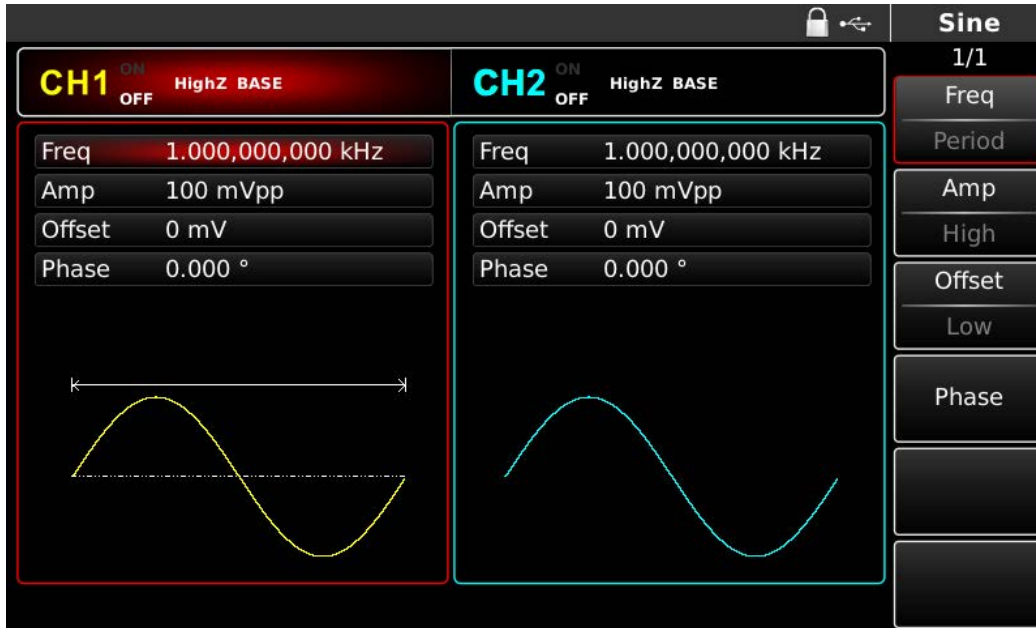 Sine
1/1
CH1 ON OFF HighZ BASE
CH2 ON OFF HighZ BASE
Freq 1.000,000,000 kHz
Amp 100 mVpp
Offset 0 mV
Phase 0.000 °
Freq 1.000,000,000 kHz
Amp 100 mVpp
Offset 0 mV
Phase 0.000 °
Freq
Period
Amp
High
Offset
Low
Phase